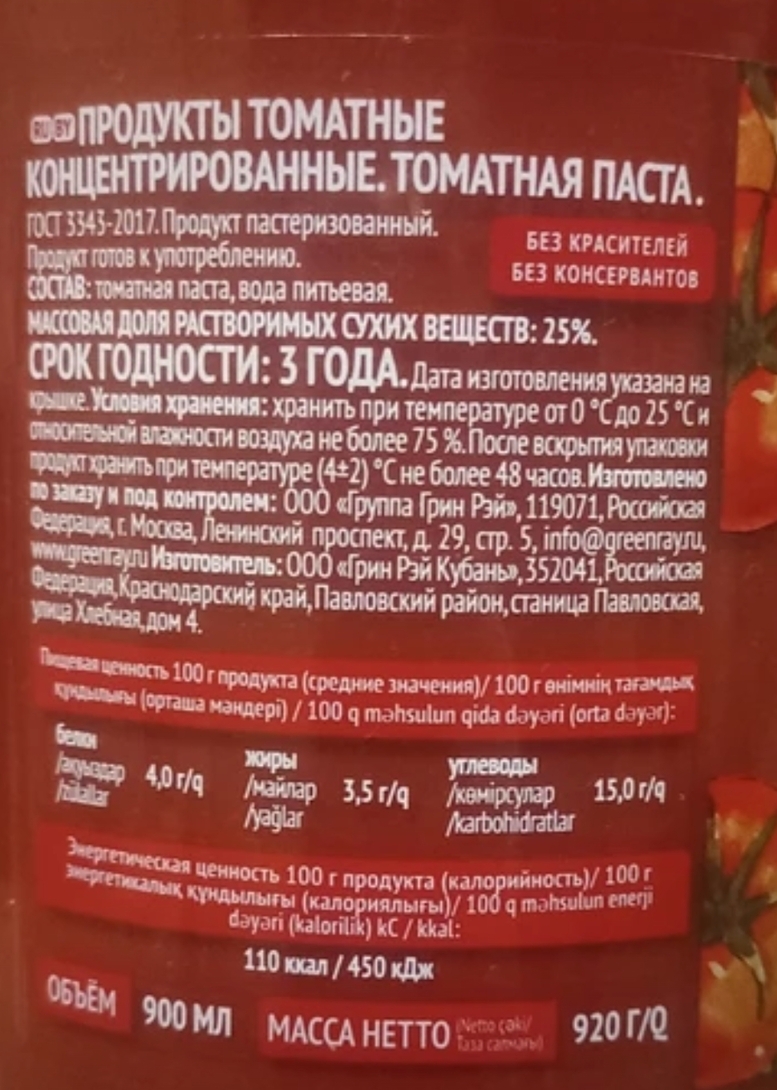 RU BY ПРОДУКТЫ ТОМАТНЫЕ
КОНЦЕНТРИРОВАННЫЕ. ТОМАТНАЯ ПАСТА.
ГОСТ 3343-2017. Продукт пастеризованный.
Продукт готов к употреблению.
БЕЗ КРАСИТЕЛЕЙ
БЕЗ КОНСЕРВАНТОВ
СОСТАВ: томатная паста, вода питьевая.
МАССОВАЯ ДОЛЯ РАСТВОРИМЫХ СУХИХ ВЕЩЕСТВ: 25%.
СРОК ГОДНОСТИ: 3 ГОДА. Дата изготовления указана на
крышке. Условия хранения: хранить при температуре от 0 °С до 25 °С и
относительной влажности воздуха не более 75 %. После вскрытия упаковки
продукт хранить при температуре (4±2) °С не более 48 часов. Изготовлено
по заказу и под контролем: ООО «Группа Грин Рэй», 119071, Российская
Федерация, г. Москва, Ленинский проспект, д. 29, стр. 5, info@greenray.ru,
www.greenray.ru Изготовитель: ООО «Грин Рэй Кубань», 352041, Российская
Федерация, Краснодарский край, Павловский район, станица Павловская,
улица Хлебная, дом 4.
Пищевая ценность 100 г продукта (средние значения)/ 100 г өнімнің тағамдық
құндылығы (орташа мәндері) / 100 q məhsulun qida dəyəri (orta dəyər):
белки
/ақуыздар
/zülallar
4,0 г/q
жиры
/майлар
/yağlar
3,5 г/q
углеводы
/көмірсулар
/karbohidratlar
15,0 г/q
Энергетическая ценность 100 г продукта (калорийность)/ 100 г
энергетикалық құндылығы (калориялығы)/ 100 q məhsulun enerji
dəyəri (kalorilik) kC / kkal:
110 ккал / 450 кДж
ОБЪЁМ 900 МЛ
МАССА НЕТТО (Netto çəki/
Таза салмағы)
920 Г/Q